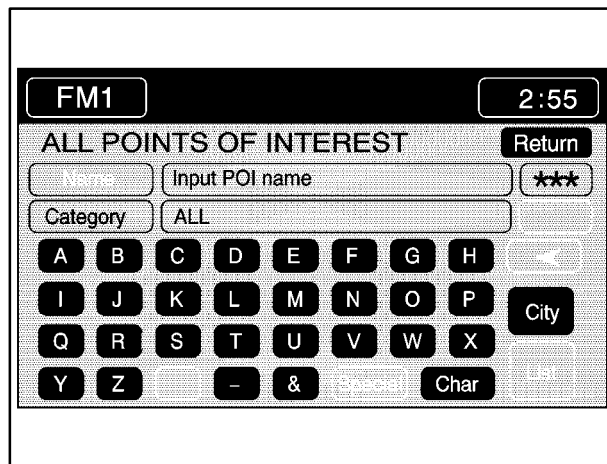 FM1 2:55
ALL POINTS OF INTEREST Return
Name Input POI name ***
Category ALL
A B C D E F G H
I J K L M N O P City
Q R S T U V W X
Y Z - & Special Char List